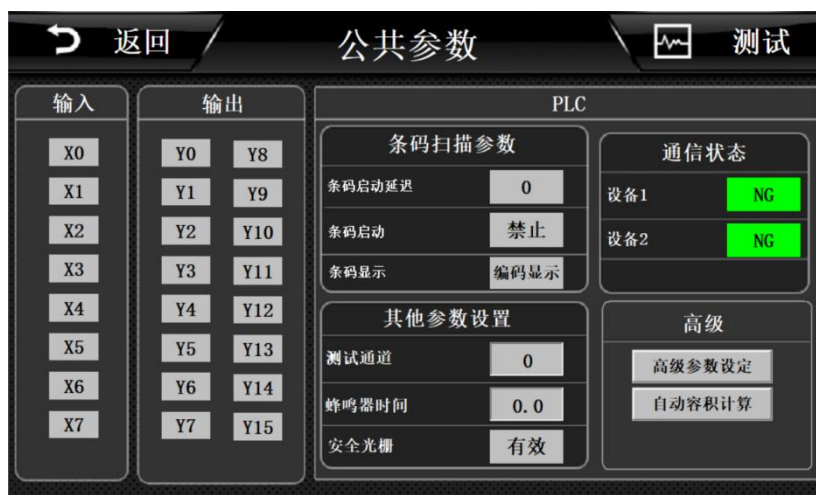 返回
公共参数
测试
输入
输出
PLC
X0
X1
X2
X3
X4
X5
X6
X7
Y0 Y8
Y1 Y9
Y2 Y10
Y3 Y11
Y4 Y12
Y5 Y13
Y6 Y14
Y7 Y15
条码扫描参数
条码启动延迟 0
条码启动 禁止
条码显示 编码显示
其他参数设置
测试通道 0
蜂鸣器时间 0.0
安全光栅 有效
通信状态
设备1 NG
设备2 NG
高级
高级参数设定
自动容积计算